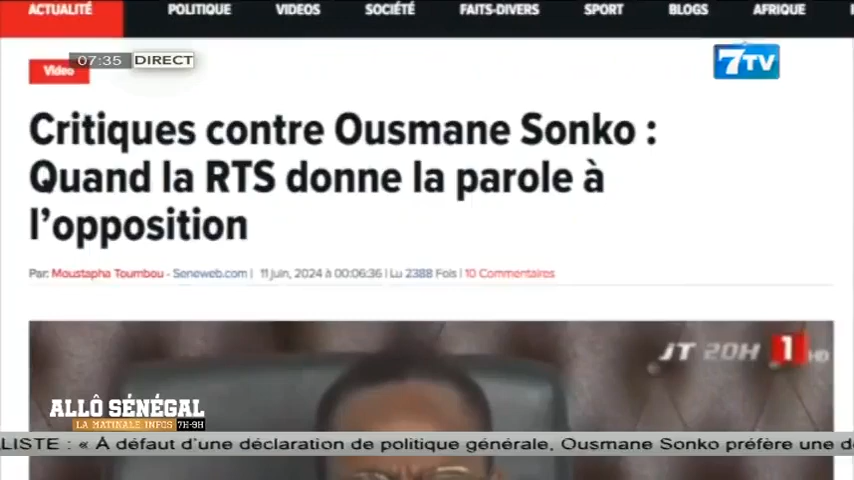 ACTUALITÉ POLITIQUE VIDEOS SOCIÉTÉ FAITS-DIVERS SPORT BLOGS AFRIQUE
07:35 DIRECT
7TV
Video
Critiques contre Ousmane Sonko :
Quand la RTS donne la parole à
l'opposition
Par: Moustapha Toumbou - Seneweb.com | 11 juin, 2024 à 00:06:36 | Lu 2388 Fois | 10 Commentaires
JT 20H 1 HD
ALLÔ SÉNÉGAL
LA MATINALE INFOS 7H-9H
ALISTE : « À défaut d'une déclaration de politique générale, Ousmane Sonko préfère une d